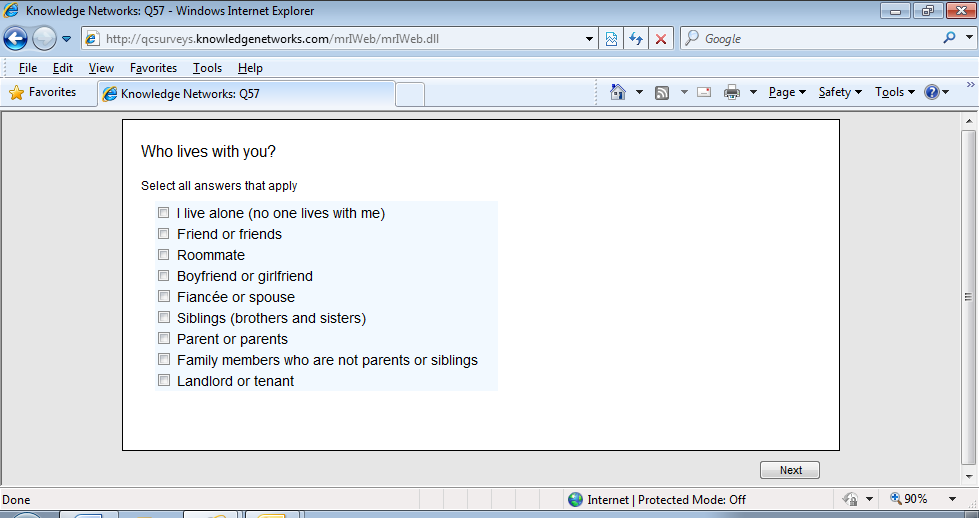 Knowledge Networks: Q57 - Windows Internet Explorer
http://qcsurveys.knowledgenetworks.com/mrIWeb/mrIWeb.dll
Google
File Edit View Favorites Tools Help
Favorites Knowledge Networks: Q57 Page Safety Tools
Who lives with you?
Select all answers that apply
I live alone (no one lives with me)
Friend or friends
Roommate
Boyfriend or girlfriend
Fiancée or spouse
Siblings (brothers and sisters)
Parent or parents
Family members who are not parents or siblings
Landlord or tenant
Next
Done Internet | Protected Mode: Off 90%